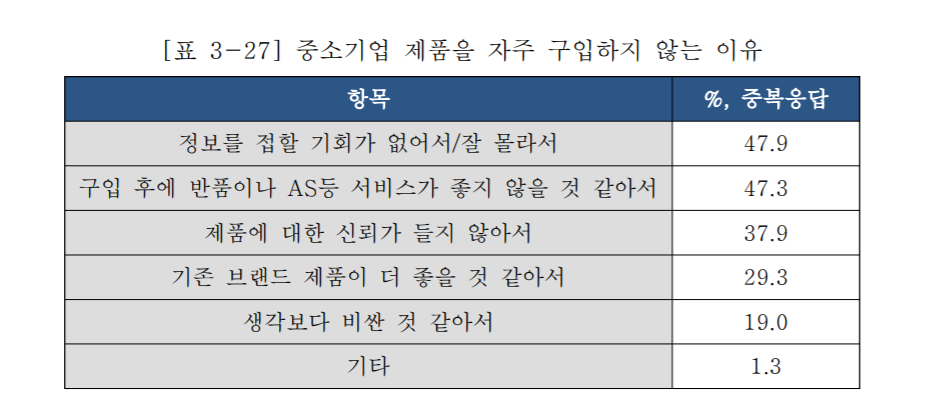 [표 3-27] 중소기업 제품을 자주 구입하지 않는 이유
항목 %, 중복응답
정보를 접할 기회가 없어서/잘 몰라서 47.9
구입 후에 반품이나 AS등 서비스가 좋지 않을 것 같아서 47.3
제품에 대한 신뢰가 들지 않아서 37.9
기존 브랜드 제품이 더 좋을 것 같아서 29.3
생각보다 비싼 것 같아서 19.0
기타 1.3